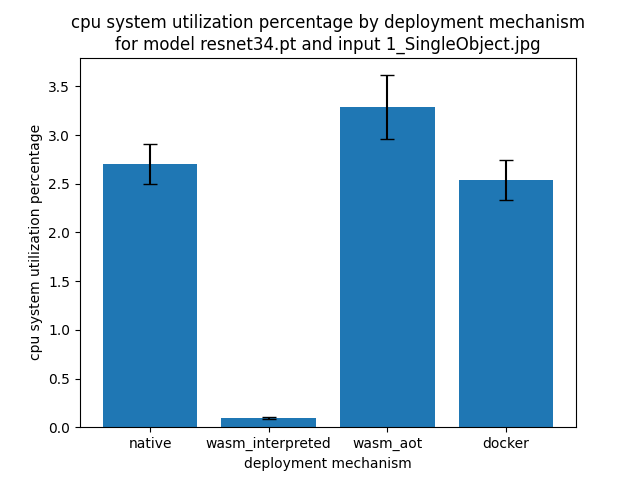 cpu system utilization percentage by deployment mechanism
for model resnet34.pt and input 1_SingleObject.jpg
cpu system utilization percentage
3.5
3.0
2.5
2.0
1.5
1.0
0.5
0.0
native wasm_interpreted wasm_aot docker
deployment mechanism